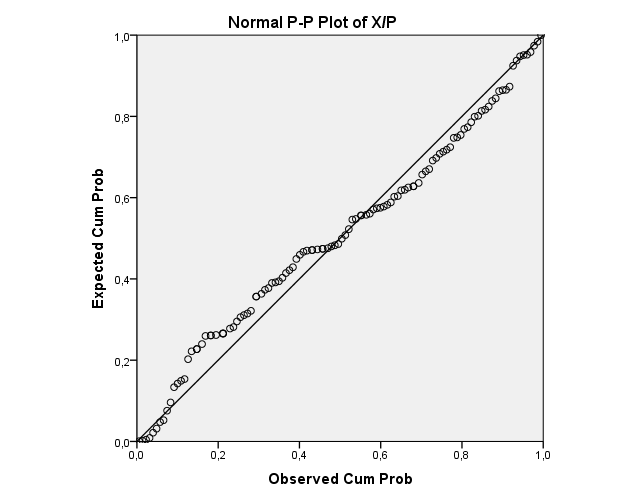 Normal P-P Plot of X/P
1,0
0,8
0,6
0,4
0,2
0,0
Expected Cum Prob
0,0 0,2 0,4 0,6 0,8 1,0
Observed Cum Prob